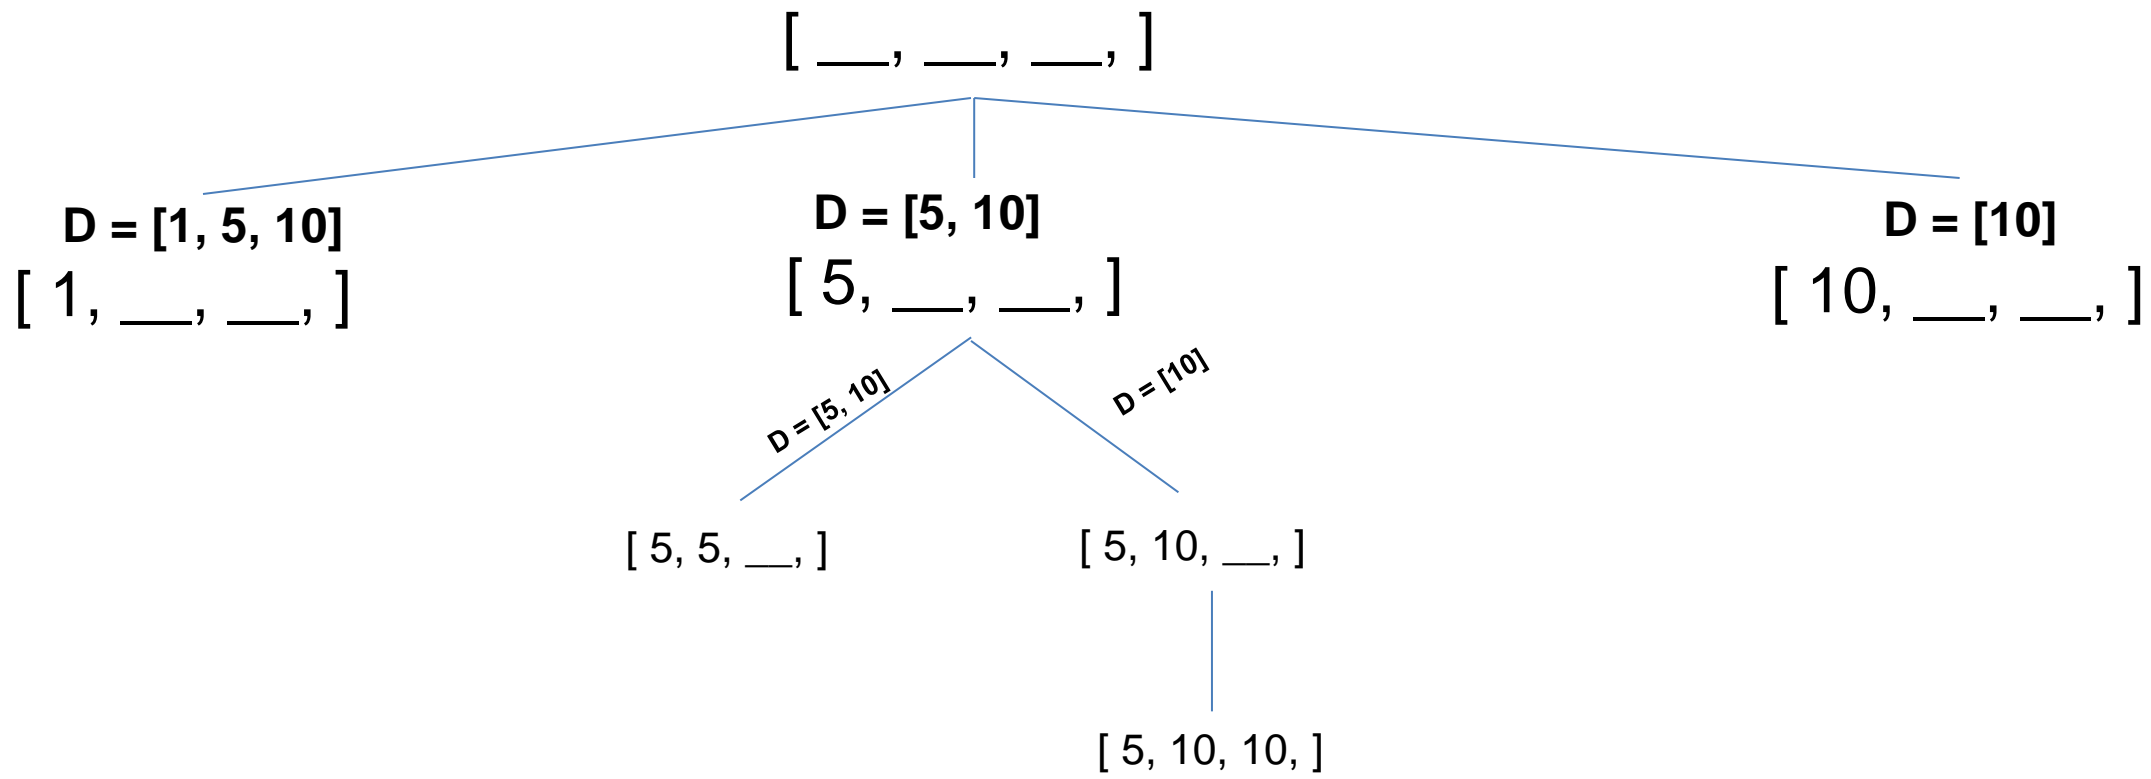 [ __, __, __, ]
D = [1, 5, 10]
[ 1, __, __, ]
D = [5, 10]
[ 5, __, __, ]
D = [10]
[ 10, __, __, ]
D = [5, 10]
D = [10]
[ 5, 5, __, ]
[ 5, 10, __, ]
[ 5, 10, 10, ]